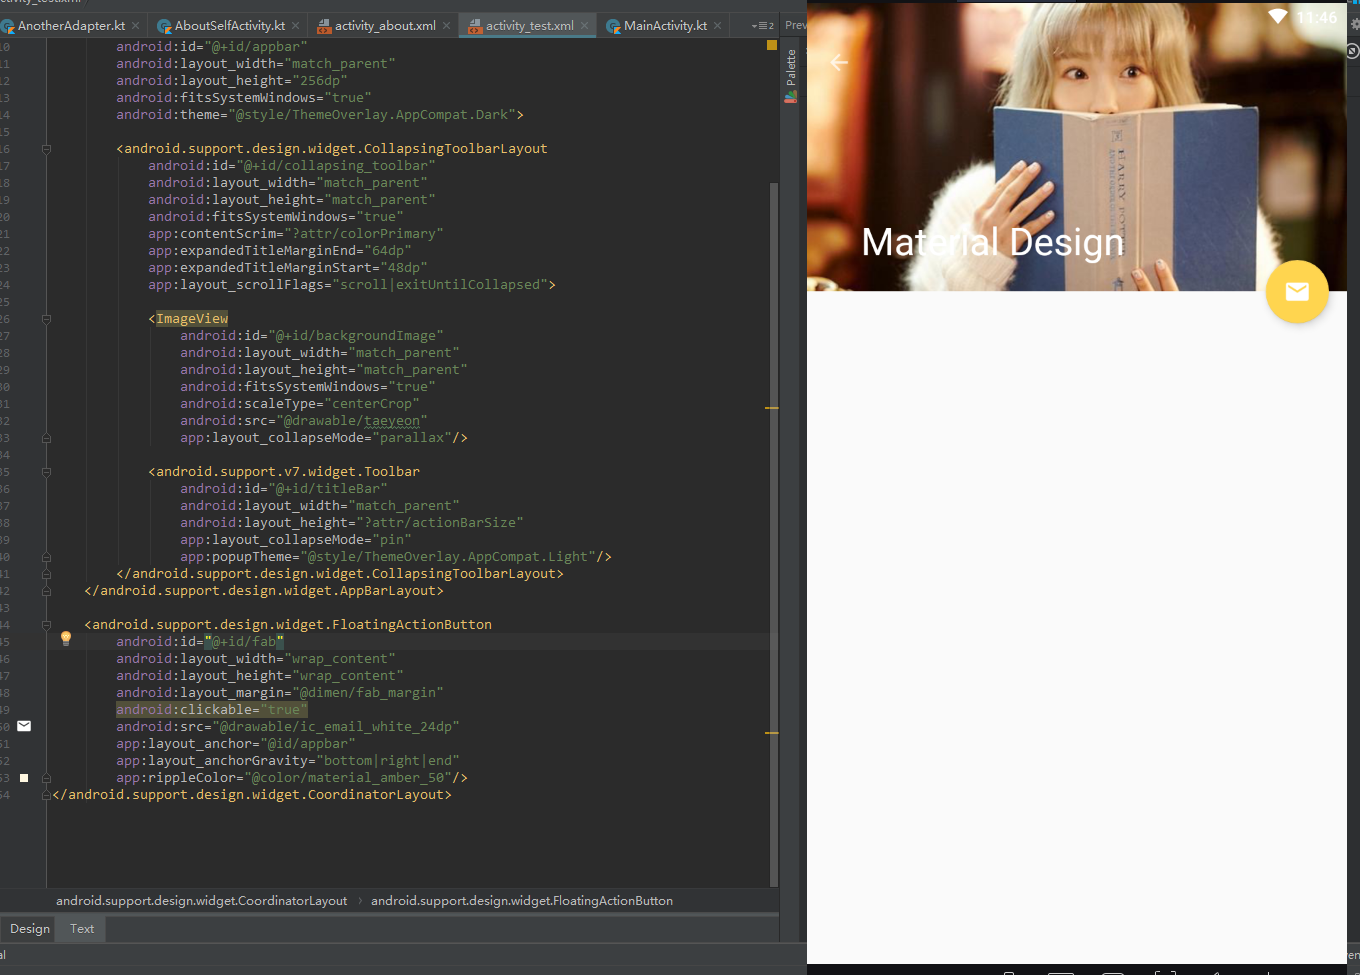 activity_test.xml
AnotherAdapter.kt
AboutSelfActivity.kt
activity_about.xml
activity_test.xml
MainActivity.kt
2
Prev
Palette
10 android:id="@+id/appbar"
11 android:layout_width="match_parent"
12 android:layout_height="256dp"
13 android:fitsSystemWindows="true"
14 android:theme="@style/ThemeOverlay.AppCompat.Dark">
15
16 <android.support.design.widget.CollapsingToolbarLayout
17 android:id="@+id/collapsing_toolbar"
18 android:layout_width="match_parent"
19 android:layout_height="match_parent"
20 android:fitsSystemWindows="true"
21 app:contentScrim="?attr/colorPrimary"
22 app:expandedTitleMarginEnd="64dp"
23 app:expandedTitleMarginStart="48dp"
24 app:layout_scrollFlags="scroll|exitUntilCollapsed">
25
26 <ImageView
27 android:id="@+id/backgroundImage"
28 android:layout_width="match_parent"
29 android:layout_height="match_parent"
30 android:fitsSystemWindows="true"
31 android:scaleType="centerCrop"
32 android:src="@drawable/taeyeon"
33 app:layout_collapseMode="parallax"/>
34
35 <android.support.v7.widget.Toolbar
36 android:id="@+id/titleBar"
37 android:layout_width="match_parent"
38 android:layout_height="?attr/actionBarSize"
39 app:layout_collapseMode="pin"
40 app:popupTheme="@style/ThemeOverlay.AppCompat.Light"/>
41 </android.support.design.widget.CollapsingToolbarLayout>
42 </android.support.design.widget.AppBarLayout>
43
44 <android.support.design.widget.FloatingActionButton
45 android:id="@+id/fab"
46 android:layout_width="wrap_content"
47 android:layout_height="wrap_content"
48 android:layout_margin="@dimen/fab_margin"
49 android:clickable="true"
50 android:src="@drawable/ic_email_white_24dp"
51 app:layout_anchor="@id/appbar"
52 app:layout_anchorGravity="bottom|right|end"
53 app:rippleColor="@color/material_amber_50"/>
54 </android.support.design.widget.CoordinatorLayout>
android.support.design.widget.CoordinatorLayout
android.support.design.widget.FloatingActionButton
Design
Text
al
11:46
HARRY POTTER
Material Design
ven